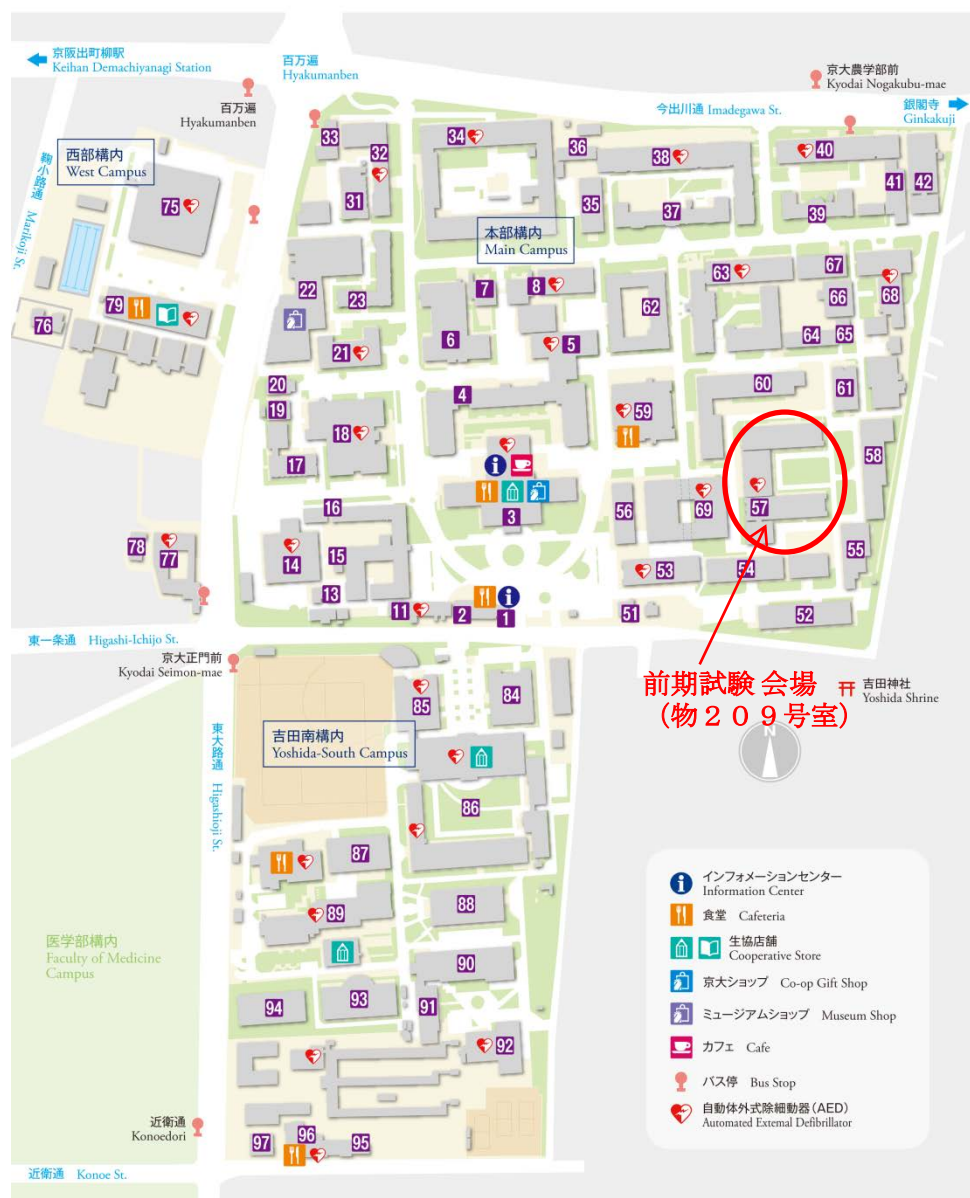 京阪出町柳駅
Keihan Demachiyanagi Station
百万遍
Hyakumanben
百万遍
Hyakumanben
京大農学部前
Kyodai Nogakubu-mae
今出川通 Imadegawa St.
銀閣寺
Ginkakuji
鞠小路通 Marikoji St.
西部構内
West Campus
本部構内
Main Campus
33
32
34
36
38
40
41
42
31
35
37
39
75
79
76
22
23
7
8
62
63
67
66
68
64
65
21
6
5
20
19
4
59
60
61
18
17
58
16
3
56
69
57
78
77
14
15
55
53
54
13
11
2
1
51
52
東一条通 Higashi-Ichijo St.
京大正門前
Kyodai Seimon-mae
前期試験 会場
(物209号室)
吉田神社
Yoshida Shrine
N
85
84
吉田南構内
Yoshida-South Campus
東大路通 Higashioji St.
86
87
88
89
90
91
92
93
94
医学部構内
Faculty of Medicine
Campus
インフォメーションセンター
Information Center
食堂 Cafeteria
生協店舗
Cooperative Store
京大ショップ Co-op Gift Shop
ミュージアムショップ Museum Shop
カフェ Cafe
バス停 Bus Stop
自動体外式除細動器(AED)
Automated External Defibrillator
近衛通
Konoedori
97
96
95
近衛通 Konoe St.